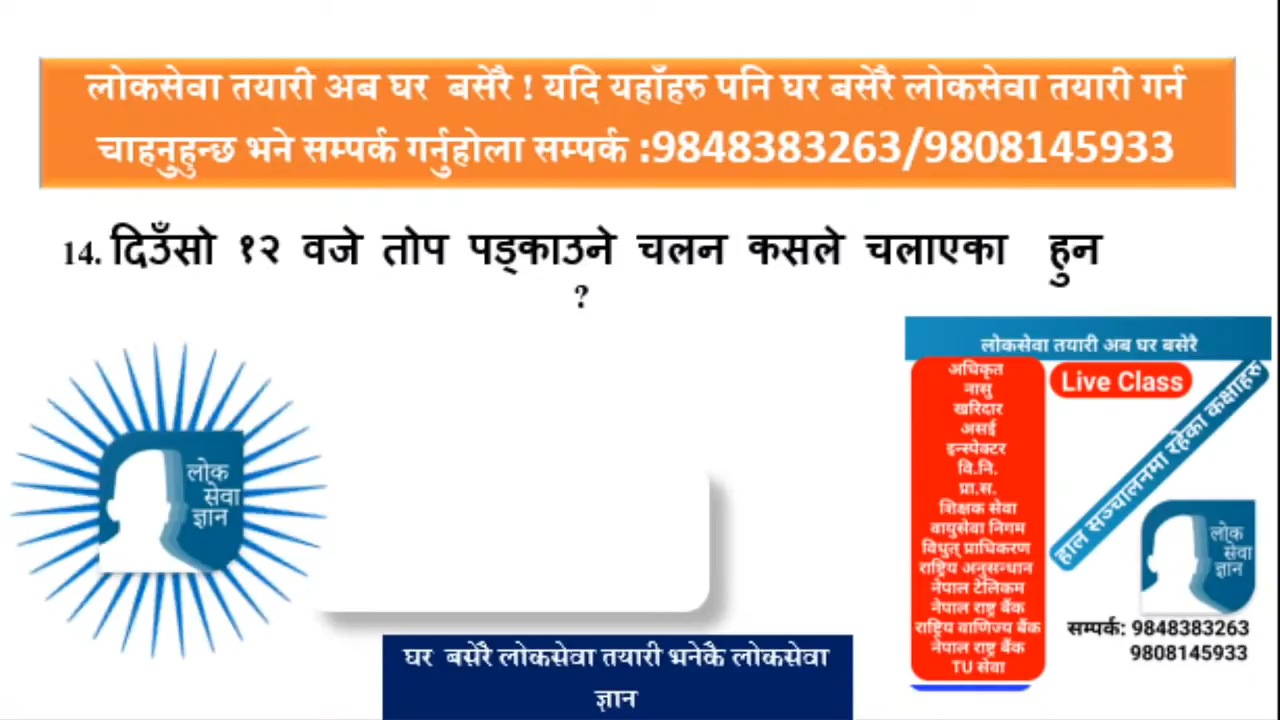 लोकसेवा तयारी अब घर बसेरै ! यदि यहाँहरु पनि घर बसेरै लोकसेवा तयारी गर्न
चाहनुहुन्छ भने सम्पर्क गर्नुहोला सम्पर्क :9848383263/9808145933
14. दिउँसो १२ वजे तोप पड्काउने चलन कसले चलाएका हुन
?
लोक
सेवा
ज्ञान
लोकसेवा तयारी अब घर बसेरै
अधिकृत
नासु
खरिदार
असई
इन्स्पेक्टर
वि.नि.
प्रा.स.
शिक्षक सेवा
वायुसेवा निगम
विधुत् प्राधिकरण
राष्ट्रिय अनुसन्धान
नेपाल टेलिकम
नेपाल राष्ट्र बैंक
राष्ट्रिय वाणिज्य बैंक
नेपाल राष्ट्र बैंक
TU सेवा
Live Class
हाल सञ्चालनमा रहेका कक्षाहरु
लोक
सेवा
ज्ञान
सम्पर्क: 9848383263
9808145933
घर बसेरै लोकसेवा तयारी भनेकै लोकसेवा
ज्ञान